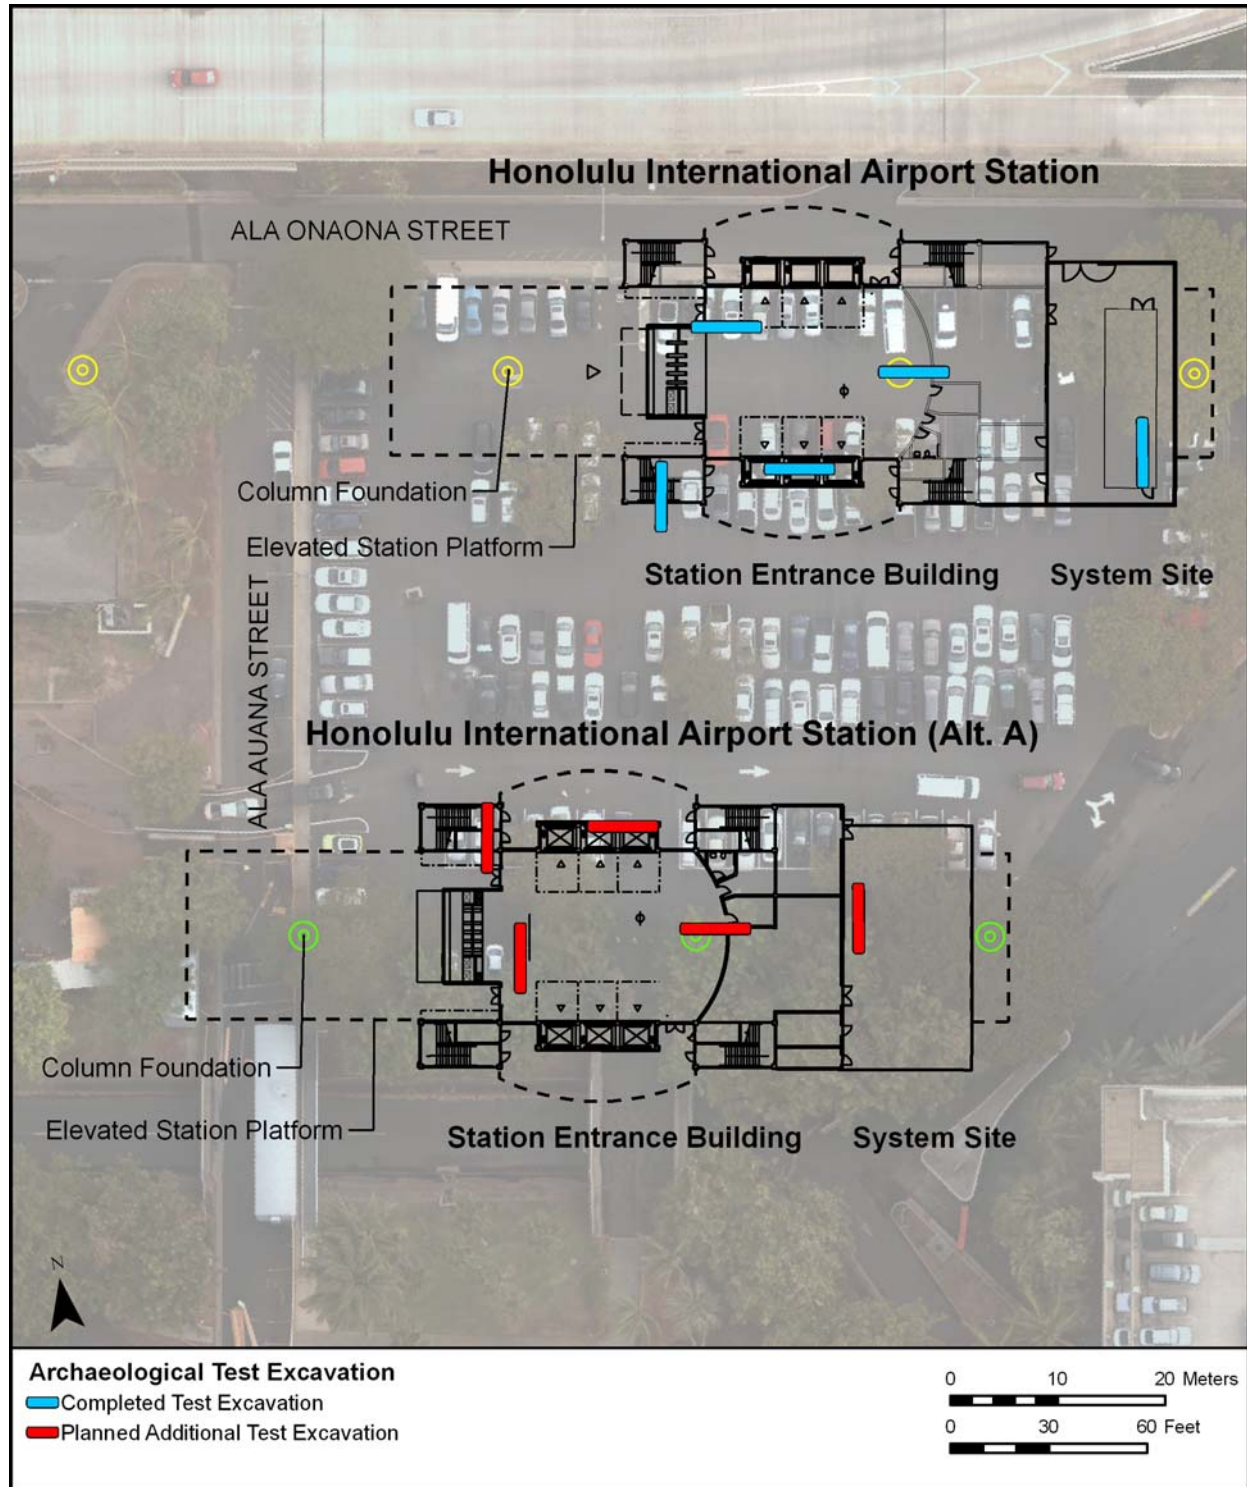 Honolulu International Airport Station
ALA ONAONA STREET
Column Foundation
Elevated Station Platform
Station Entrance Building
System Site
ALA AUANA STREET
Honolulu International Airport Station (Alt. A)
Column Foundation
Elevated Station Platform
Station Entrance Building
System Site
N
Archaeological Test Excavation
Completed Test Excavation
Planned Additional Test Excavation
0 10 20 Meters
0 30 60 Feet